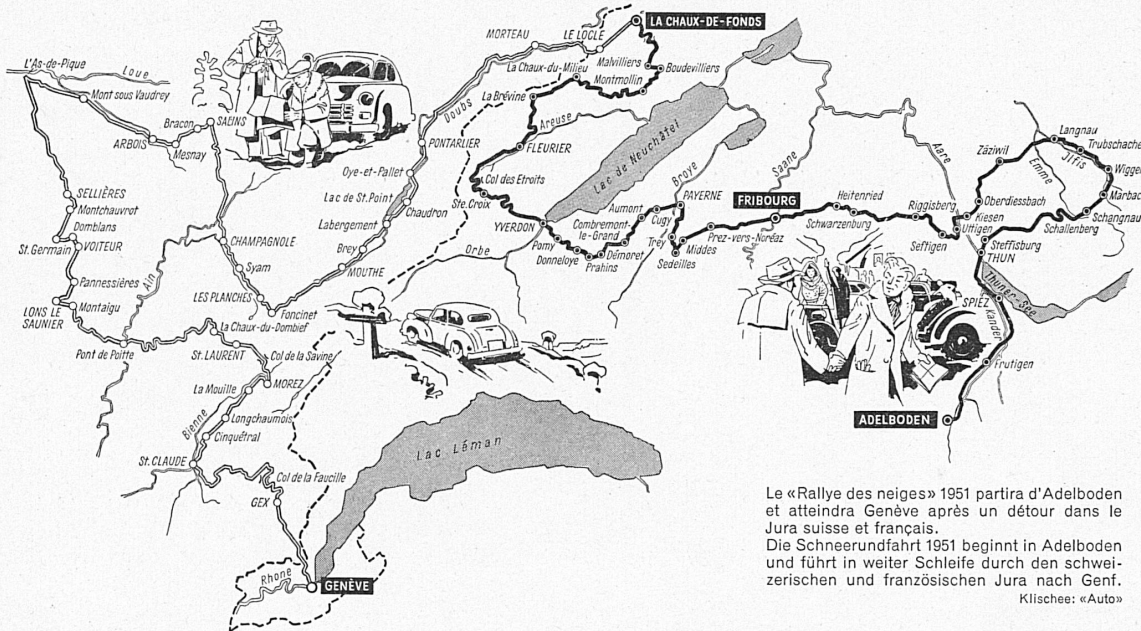 LA CHAUX-DE-FONDS
MORTEAU
LE LOCLE
La Chaux-du-Milieu
Malvilliers
Boudevilliers
Montmollin
La Brévine
L'As-de-Pique
Loue
Mont sous Vaudrey
Bracon
SALINS
ARBOIS
Mesnay
Doubs
PONTARLIER
Areuse
FLEURIER
Lac de Neuchâtel
Oye-et-Pallet
Lac de St. Point
Chaudron
Labergement
Brey
MOUTHE
Col des Etroits
Ste. Croix
YVERDON
Orbe
Pomy
Donneloye
Prahins
Démoret
Combremont-
le-Grand
Aumont
Cugy
PAYERNE
Broye
Trey
Sedeilles
Middes
Prez-vers-Noréaz
FRIBOURG
Saane
Heitenried
Schwarzenburg
Riggisberg
Seftigen
Aare
Uttigen
Kiesen
Oberdiessbach
Zäziwil
Langnau
Trubschachen
Jlfis
Emme
Wiggen
Marbach
Schangnau
Schallenberg
Steffisburg
THUN
Thuner-See
SPIEZ
Kander
Frutigen
ADELBODEN
SELLIÈRES
Montchauvrot
Domblans
St. Germain
VOITEUR
Pannessières
LONS LE
SAUNIER
Montaigu
Pont de Poitte
Ain
CHAMPAGNOLE
Syam
LES PLANCHES
Foncinet
La Chaux-du-Dombief
St. LAURENT
Col de la Savine
La Mouille
MOREZ
Bienne
Longchaumois
Cinquétral
St. CLAUDE
Col de la Faucille
GEX
Lac Léman
Rhone
GENÈVE
Le «Rallye des neiges» 1951 partira d'Adelboden
et atteindra Genève après un détour dans le
Jura suisse et français.
Die Schneerundfahrt 1951 beginnt in Adelboden
und führt in weiter Schleife durch den schwei-
zerischen und französischen Jura nach Genf.
Klischee: «Auto»